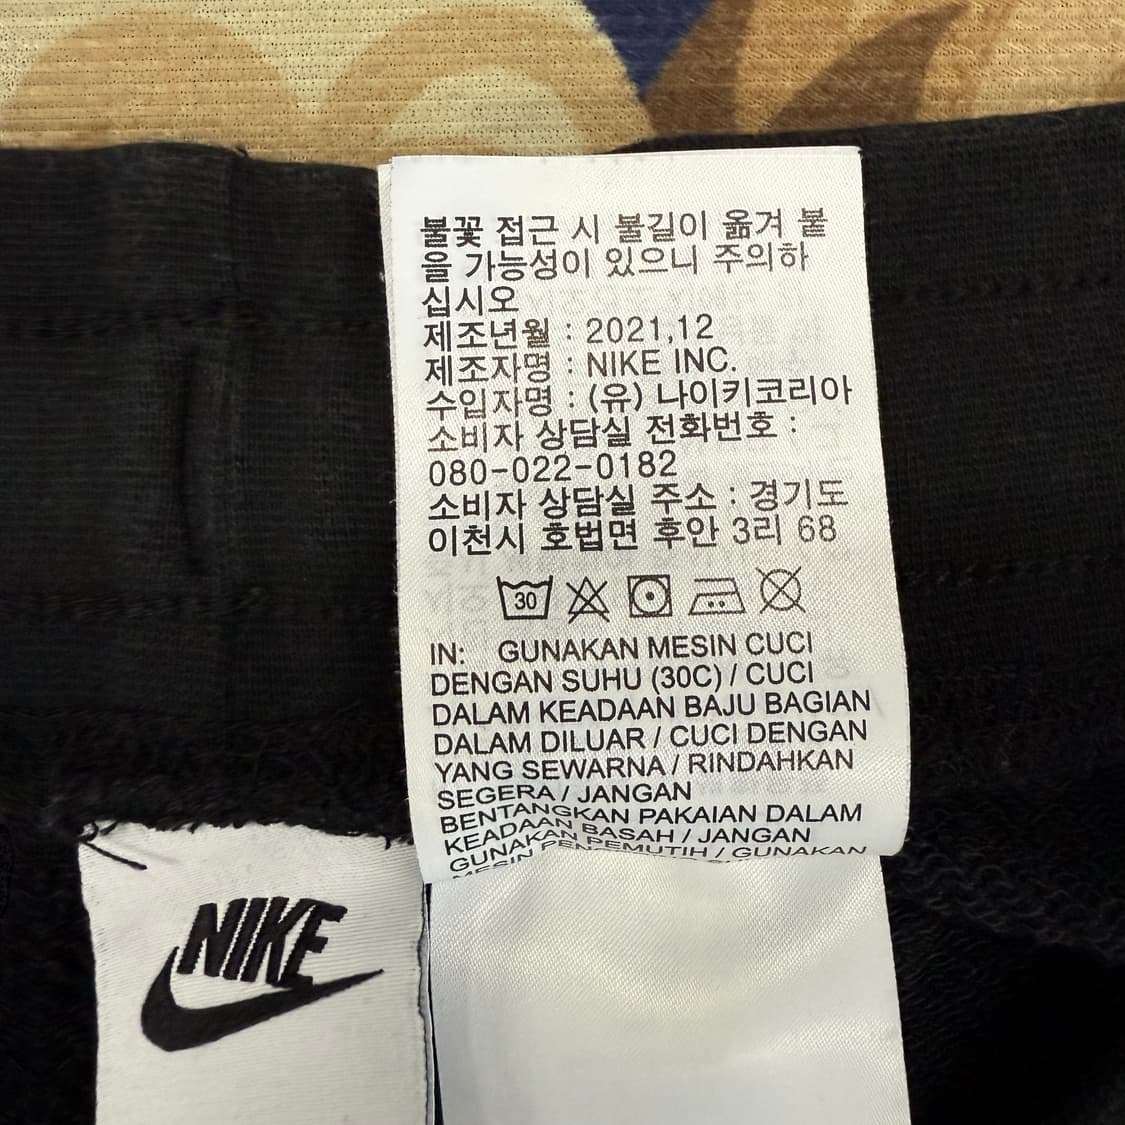 불꽃 접근 시 불길이 옮겨 붙
을 가능성이 있으니 주의하
십시오
제조년월 : 2021,12
제조자명 : NIKE INC.
수입자명 : (유) 나이키코리아
소비자 상담실 전화번호 :
080-022-0182
소비자 상담실 주소 : 경기도
이천시 호법면 후안 3리 68
30
IN: GUNAKAN MESIN CUCI
DENGAN SUHU (30C) / CUCI
DALAM KEADAAN BAJU BAGIAN
DALAM DILUAR / CUCI DENGAN
YANG SEWARNA / RINDAHKAN
SEGERA / JANGAN
BENTANGKAN PAKAIAN DALAM
KEADAAN BASAH / JANGAN
GUNAKAN PEMUTIH / GUNAKAN
MESIN
NIKE